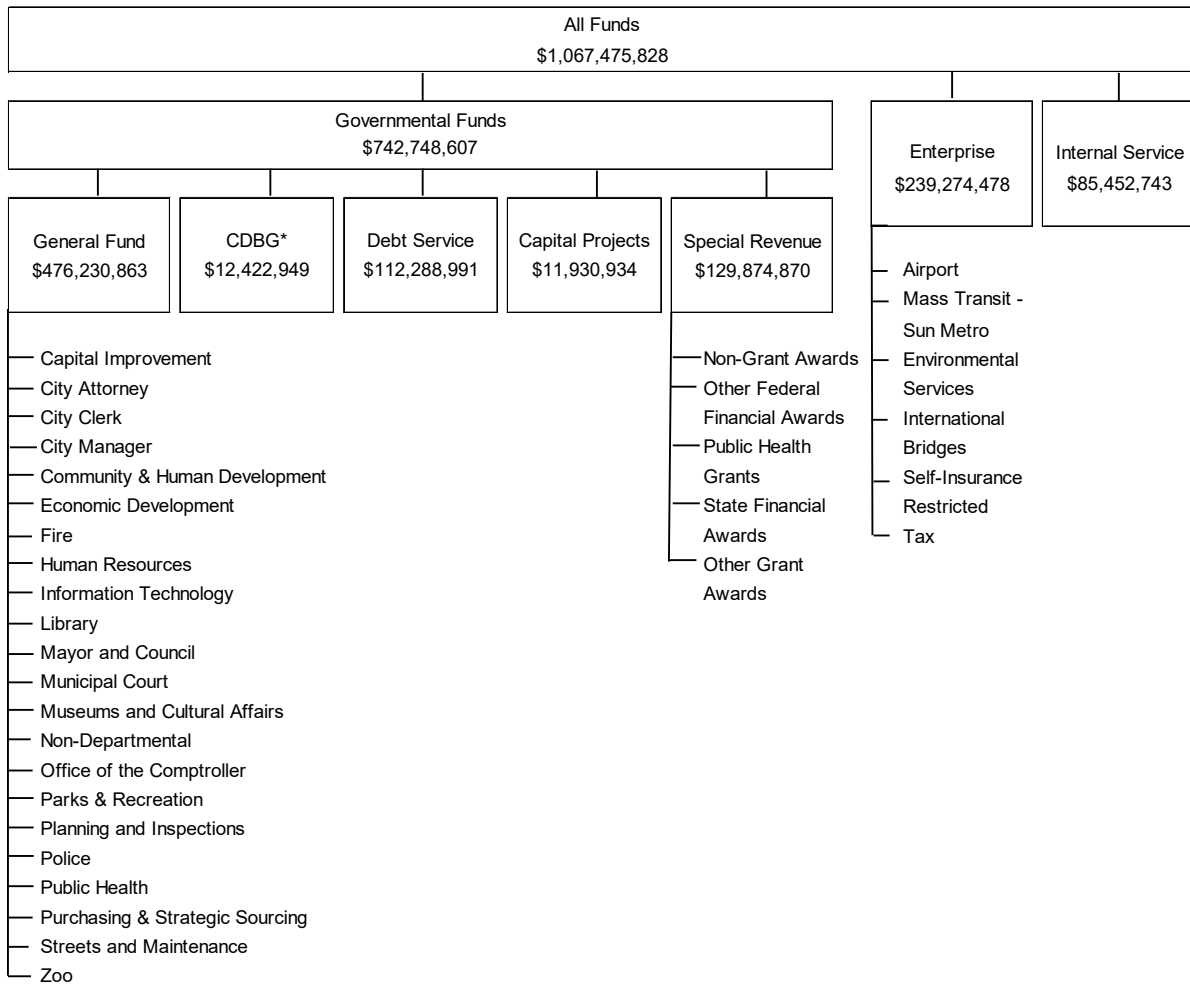 All Funds
$1,067,475,828
Governmental Funds
$742,748,607
Enterprise
$239,274,478
Internal Service
$85,452,743
General Fund
$476,230,863
CDBG*
$12,422,949
Debt Service
$112,288,991
Capital Projects
$11,930,934
Special Revenue
$129,874,870
Capital Improvement
City Attorney
City Clerk
City Manager
Community & Human Development
Economic Development
Fire
Human Resources
Information Technology
Library
Mayor and Council
Municipal Court
Museums and Cultural Affairs
Non-Departmental
Office of the Comptroller
Parks & Recreation
Planning and Inspections
Police
Public Health
Purchasing & Strategic Sourcing
Streets and Maintenance
Zoo
Non-Grant Awards
Other Federal
Financial Awards
Public Health
Grants
State Financial
Awards
Other Grant
Awards
Airport
Mass Transit -
Sun Metro
Environmental
Services
International
Bridges
Self-Insurance
Restricted
Tax